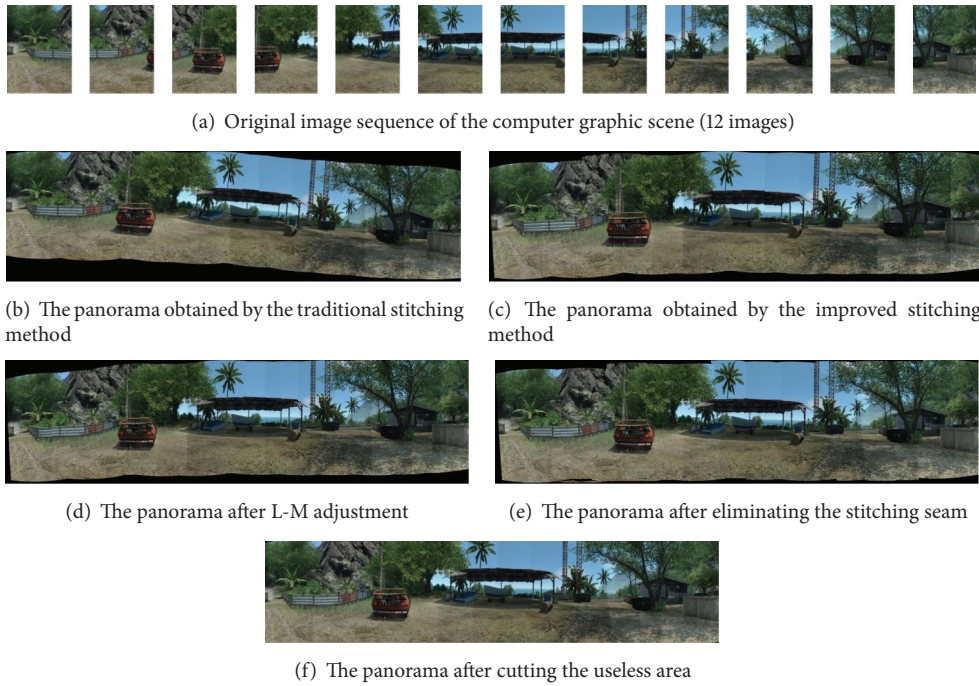 (a) Original image sequence of the computer graphic scene (12 images)
(b) The panorama obtained by the traditional stitching
method
(c) The panorama obtained by the improved stitching
method
(d) The panorama after L-M adjustment
(e) The panorama after eliminating the stitching seam
(f) The panorama after cutting the useless area